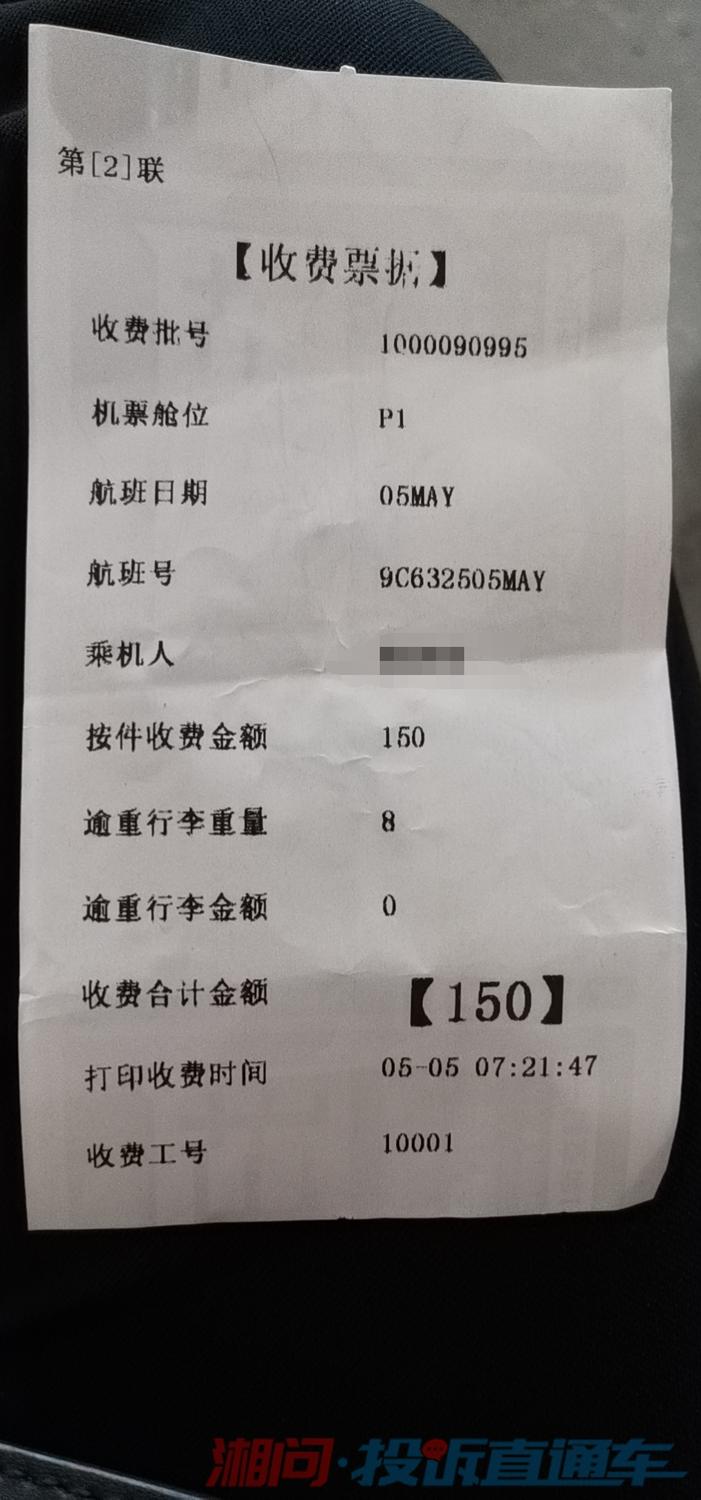 第[2]联
【收费票据】
收费批号 1000090995
机票舱位 P1
航班日期 05MAY
航班号 9C632505MAY
乘机人
按件收费金额 150
逾重行李重量 8
逾重行李金额 0
收费合计金额 【150】
打印收费时间 05-05 07:21:47
收费工号 10001
湘问·投诉直通车